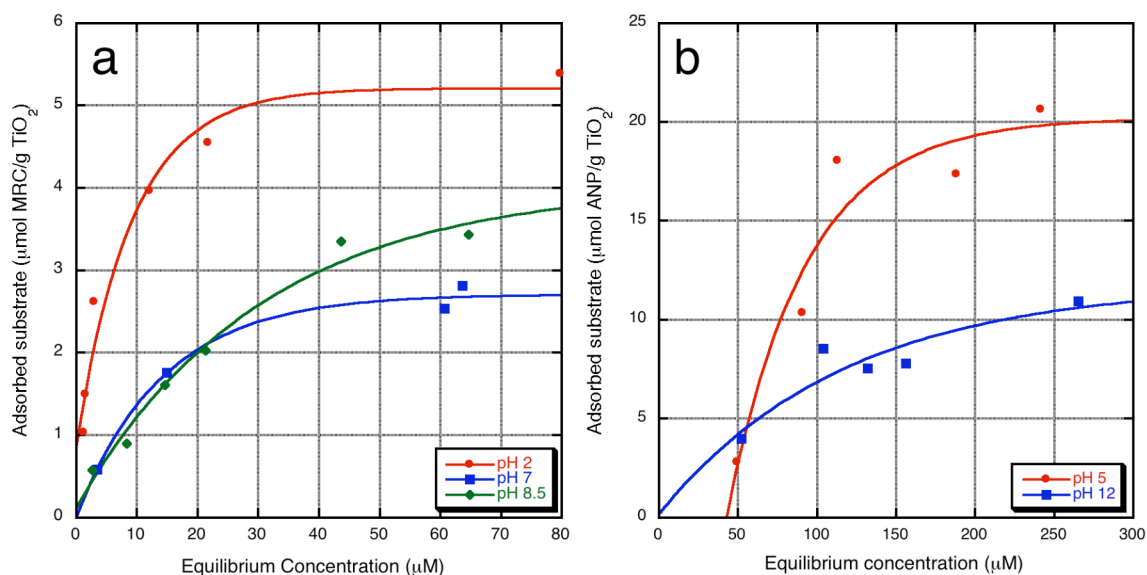 a
Adsorbed substrate (μmol MRC/g TiO₂)
6
5
4
3
2
1
0
0 10 20 30 40 50 60 70 80
Equilibrium Concentration (μM)
pH 2
pH 7
pH 8.5
b
Adsorbed substrate (μmol ANP/g TiO₂)
25
20
15
10
5
0
0 50 100 150 200 250 300
Equilibrium concentration (μM)
pH 5
pH 12